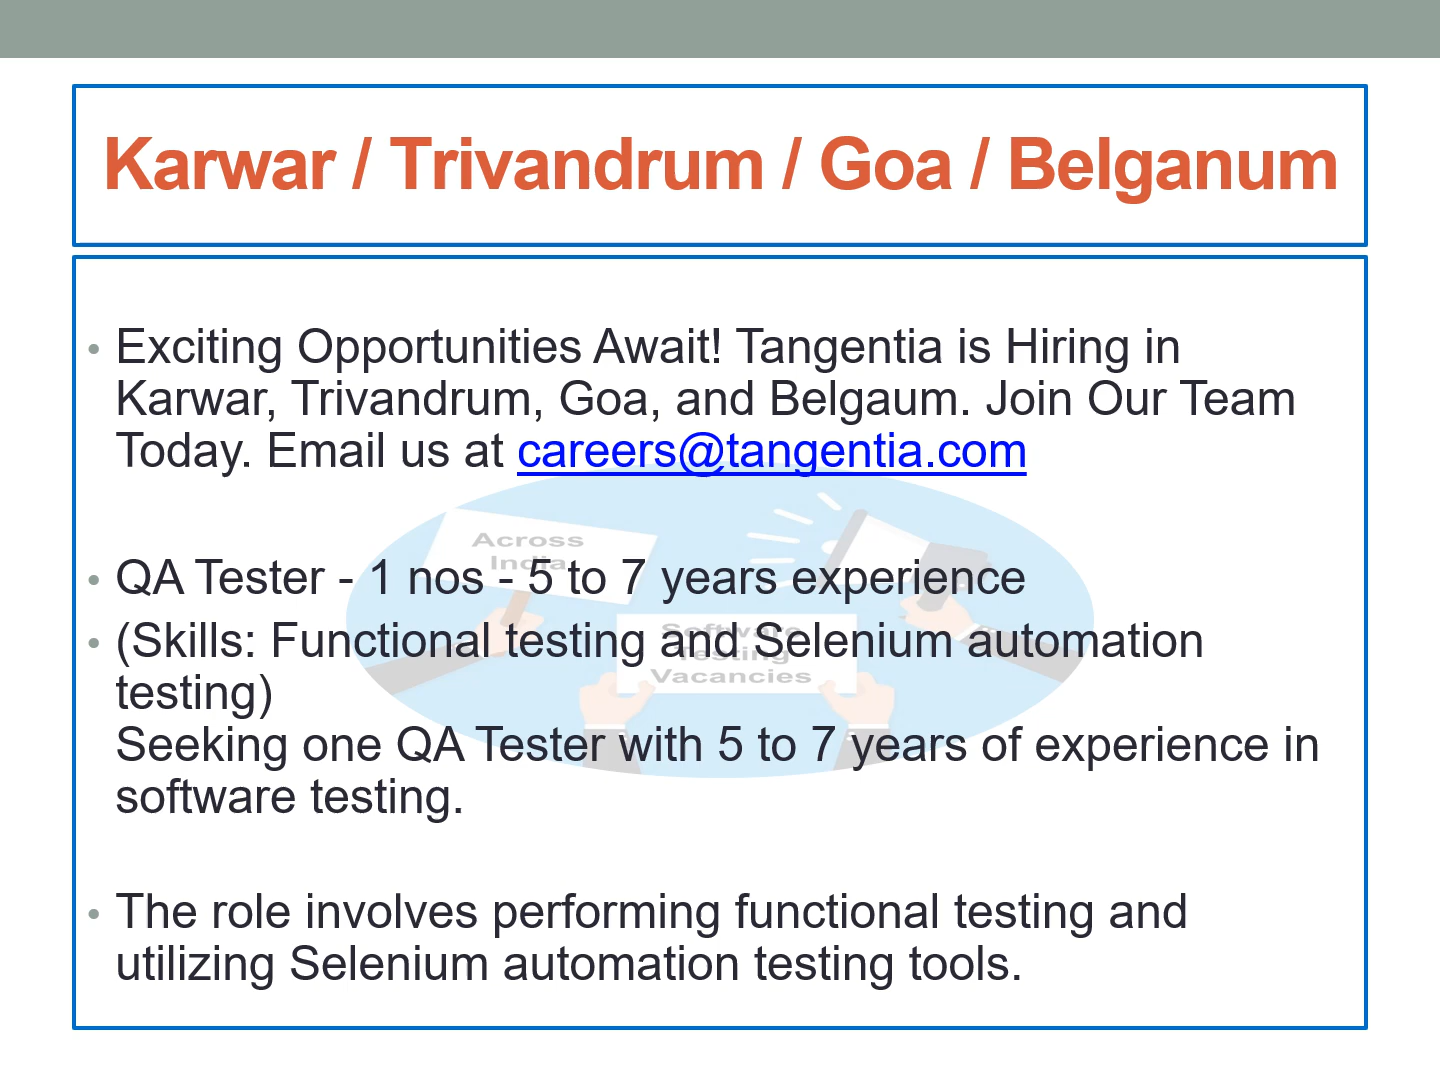 Karwar / Trivandrum / Goa / Belganum
• Exciting Opportunities Await! Tangentia is Hiring in
Karwar, Trivandrum, Goa, and Belgaum. Join Our Team
Today. Email us at careers@tangentia.com
Across
India
• QA Tester - 1 nos - 5 to 7 years experience
• (Skills: Functional testing and Selenium automation
testing)
Software
Testing
Vacancies
Seeking one QA Tester with 5 to 7 years of experience in
software testing.
• The role involves performing functional testing and
utilizing Selenium automation testing tools.